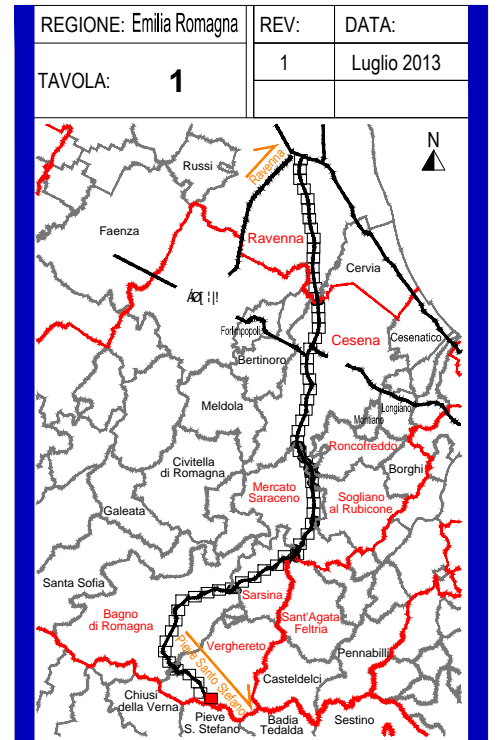 REGIONE: Emilia Romagna
REV:
DATA:
TAVOLA: 1
1
Luglio 2013
N
Russi
Ravenna
Faenza
Ravenna
Cervia
Forlimpopoli
Cesena
Cesenatico
Bertinoro
Meldola
Longiano
Montiano
Roncofreddo
Civitella
di Romagna
Borghi
Mercato
Saraceno
Sogliano
al Rubicone
Galeata
Santa Sofia
Sarsina
Bagno
di Romagna
Sant'Agata
Feltria
Verghereto
Pieve Santo Stefano
Pennabilli
Casteldelci
Chiusi
della Verna
Pieve
S. Stefano
Badia
Tedalda
Sestino